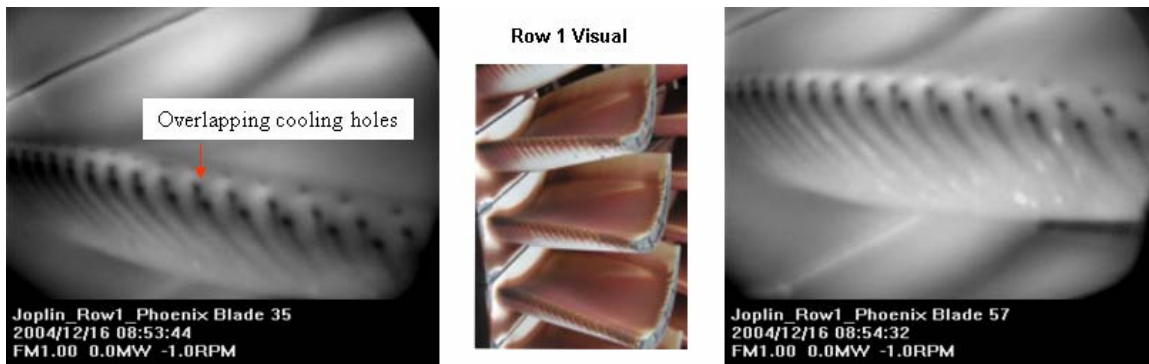 Overlapping cooling holes
Joplin_Row1_Phoenix Blade 35
2004/12/16 08:53:44
FM1.00 0.0MW -1.0RPM
Row 1 Visual
Joplin_Row1_Phoenix Blade 57
2004/12/16 08:54:32
FM1.00 0.0MW -1.0RPM